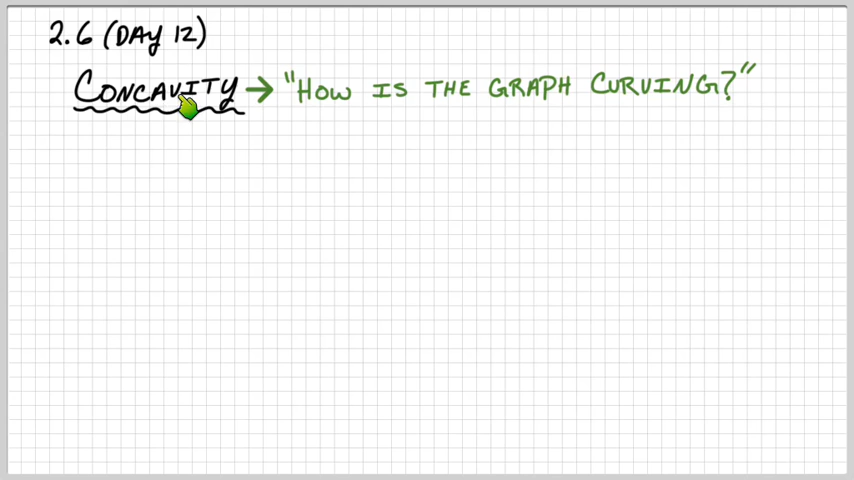 2.6 (DAY 12)
CONCAVITY → "HOW IS THE GRAPH CURVING?"